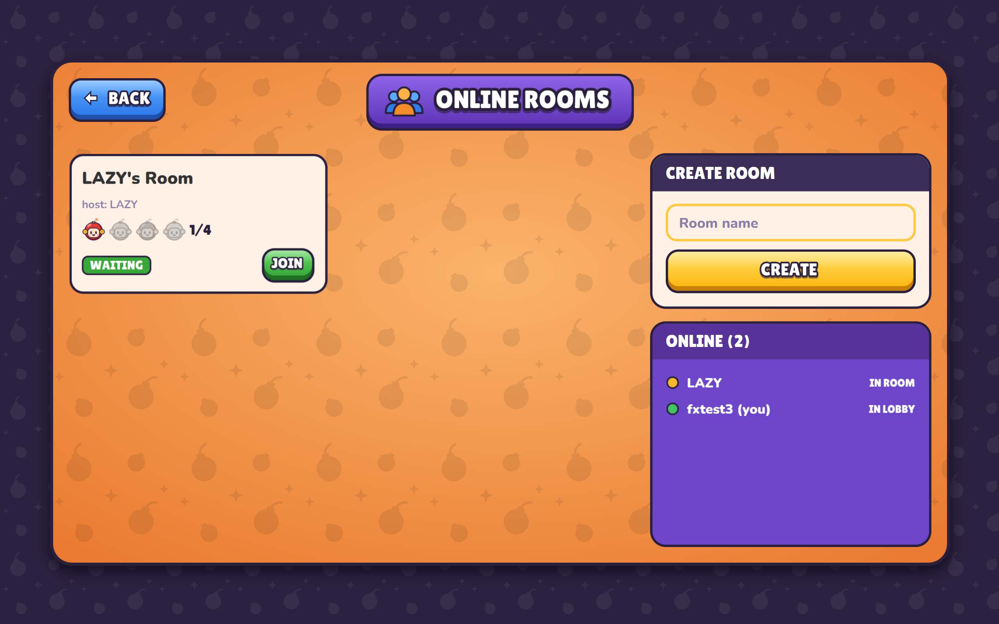 BACK
ONLINE ROOMS
LAZY's Room
host: LAZY
1/4
WAITING
JOIN
CREATE ROOM
Room name
CREATE
ONLINE (2)
LAZY IN ROOM
fxtest3 (you) IN LOBBY